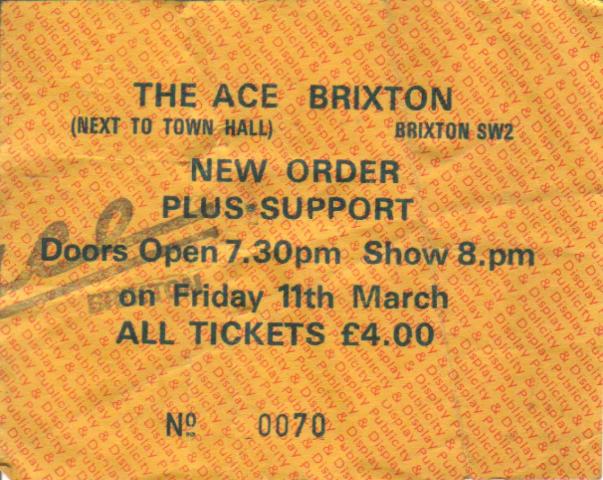 THE ACE BRIXTON
(NEXT TO TOWN HALL) BRIXTON SW2
NEW ORDER
PLUS SUPPORT
Doors Open 7.30pm Show 8.pm
on Friday 11th March
ALL TICKETS £4.00
Nº 0070